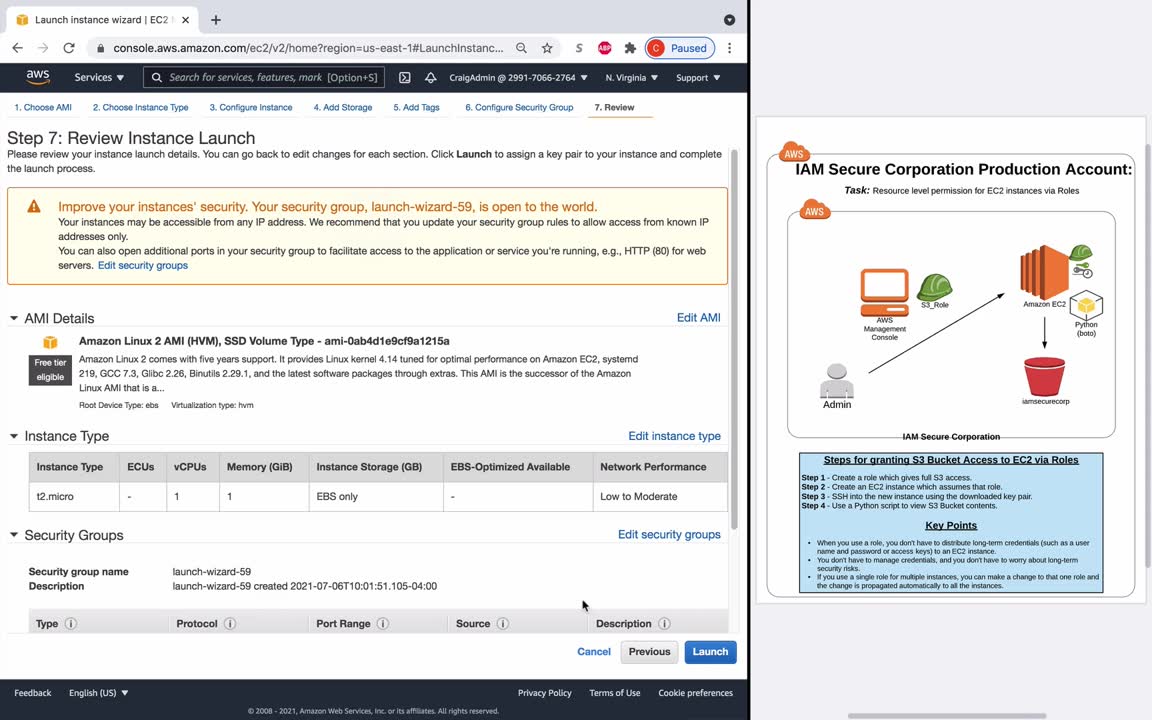 Launch instance wizard | EC2
console.aws.amazon.com/ec2/v2/home?region=us-east-1#LaunchInstanc...
S
ABP
C Paused
aws
Services
Search for services, features, mark [Option+S]
CraigAdmin @ 2991-7066-2764
N. Virginia
Support
1. Choose AMI
2. Choose Instance Type
3. Configure Instance
4. Add Storage
5. Add Tags
6. Configure Security Group
7. Review
Step 7: Review Instance Launch
Please review your instance launch details. You can go back to edit changes for each section. Click Launch to assign a key pair to your instance and complete
the launch process.
Improve your instances' security. Your security group, launch-wizard-59, is open to the world.
Your instances may be accessible from any IP address. We recommend that you update your security group rules to allow access from known IP
addresses only.
You can also open additional ports in your security group to facilitate access to the application or service you're running, e.g., HTTP (80) for web
servers. Edit security groups
AMI Details
Edit AMI
Free tier
eligible
Amazon Linux 2 AMI (HVM), SSD Volume Type - ami-0ab4d1e9cf9a1215a
Amazon Linux 2 comes with five years support. It provides Linux kernel 4.14 tuned for optimal performance on Amazon EC2, systemd
219, GCC 7.3, Glibc 2.26, Binutils 2.29.1, and the latest software packages through extras. This AMI is the successor of the Amazon
Linux AMI that is a...
Root Device Type: ebs Virtualization type: hvm
Instance Type
Edit instance type
Instance Type ECUs vCPUs Memory (GiB) Instance Storage (GB) EBS-Optimized Available Network Performance
t2.micro - 1 1 EBS only - Low to Moderate
Security Groups
Edit security groups
Security group name launch-wizard-59
Description launch-wizard-59 created 2021-07-06T10:01:51.105-04:00
Type Protocol Port Range Source Description
Cancel
Previous
Launch
Feedback
English (US)
Privacy Policy
Terms of Use
Cookie preferences
© 2008 - 2021, Amazon Web Services, Inc. or its affiliates. All rights reserved.
AWS
IAM Secure Corporation Production Account:
Task: Resource level permission for EC2 instances via Roles
AWS
S3_Role
AWS
Management
Console
Amazon EC2
Python
(boto)
Admin
iamsecurecorp
IAM Secure Corporation
Steps for granting S3 Bucket Access to EC2 via Roles
Step 1 - Create a role which gives full S3 access.
Step 2 - Create an EC2 instance which assumes that role.
Step 3 - SSH into the new instance using the downloaded key pair.
Step 4 - Use a Python script to view S3 Bucket contents.
Key Points
• When you use a role, you don't have to distribute long-term credentials (such as a user
name and password or access keys) to an EC2 instance.
• You don't have to manage credentials, and you don't have to worry about long-term
security risks.
• If you use a single role for multiple instances, you can make a change to that one role and
the change is propagated automatically to all the instances.